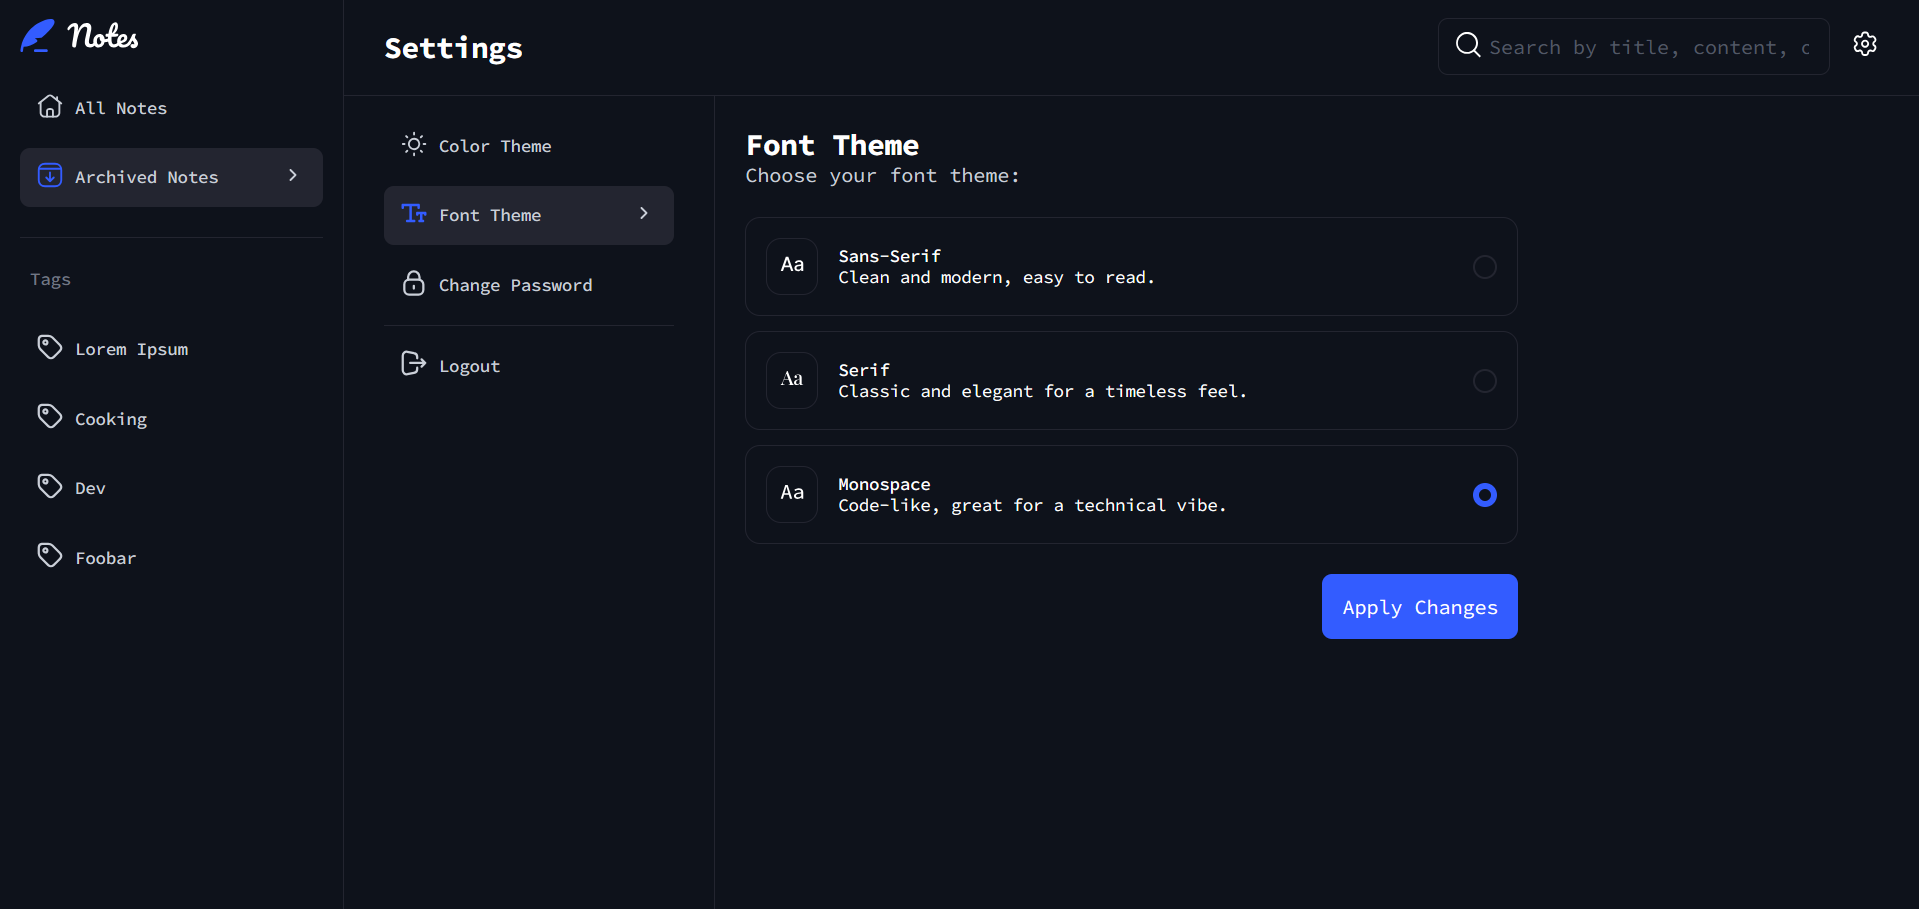 Notes
All Notes
Archived Notes
Tags
Lorem Ipsum
Cooking
Dev
Foobar
Settings
Search by title, content, c
Color Theme
Font Theme
Change Password
Logout
Font Theme
Choose your font theme:
Aa
Sans-Serif
Clean and modern, easy to read.
Aa
Serif
Classic and elegant for a timeless feel.
Aa
Monospace
Code-like, great for a technical vibe.
Apply Changes